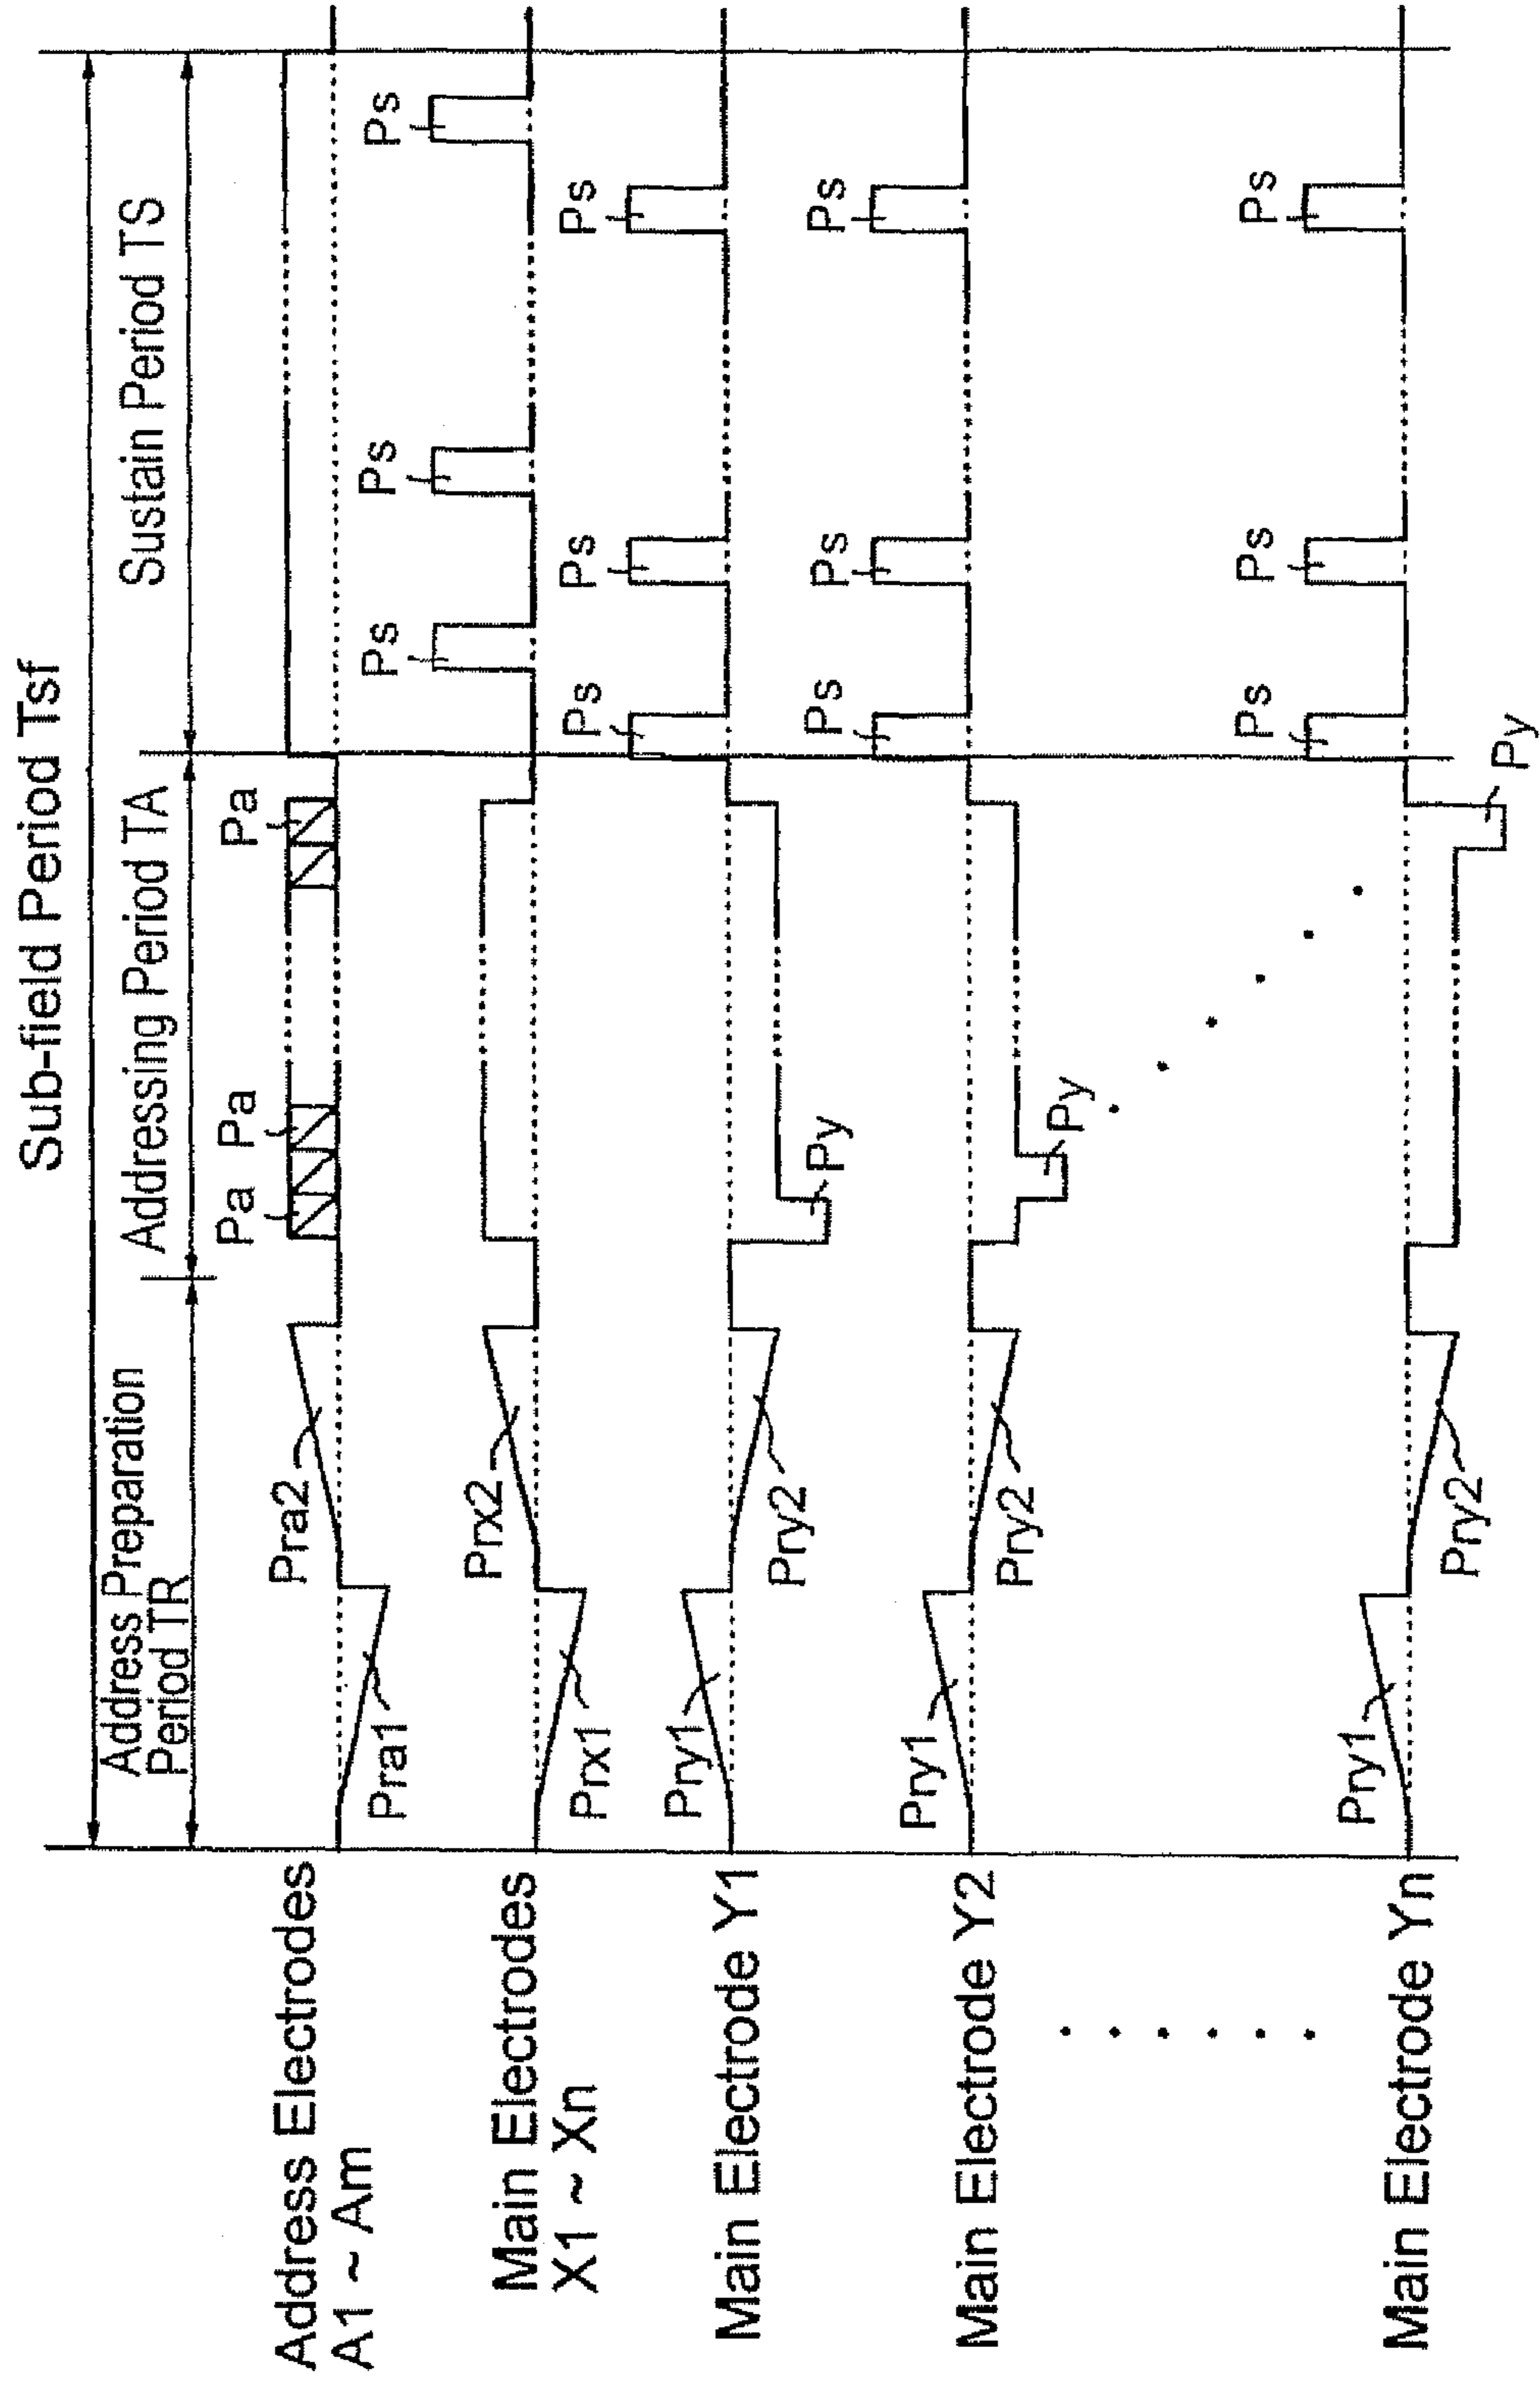 Sub-field Period Tsf
Address Preparation
Period TR
Addressing Period TA
Sustain Period TS
Address Electrodes
A1 ~ Am
Pra1
Pra2
Pa
Pa
Pa
Main Electrodes
X1 ~ Xn
Prx1
Prx2
Ps
Ps
Ps
Main Electrode Y1
Pry1
Pry2
Py
Ps
Ps
Ps
Main Electrode Y2
Pry1
Pry2
Py
Ps
Ps
Ps
Main Electrode Yn
Pry1
Pry2
Py
Ps
Ps
Ps